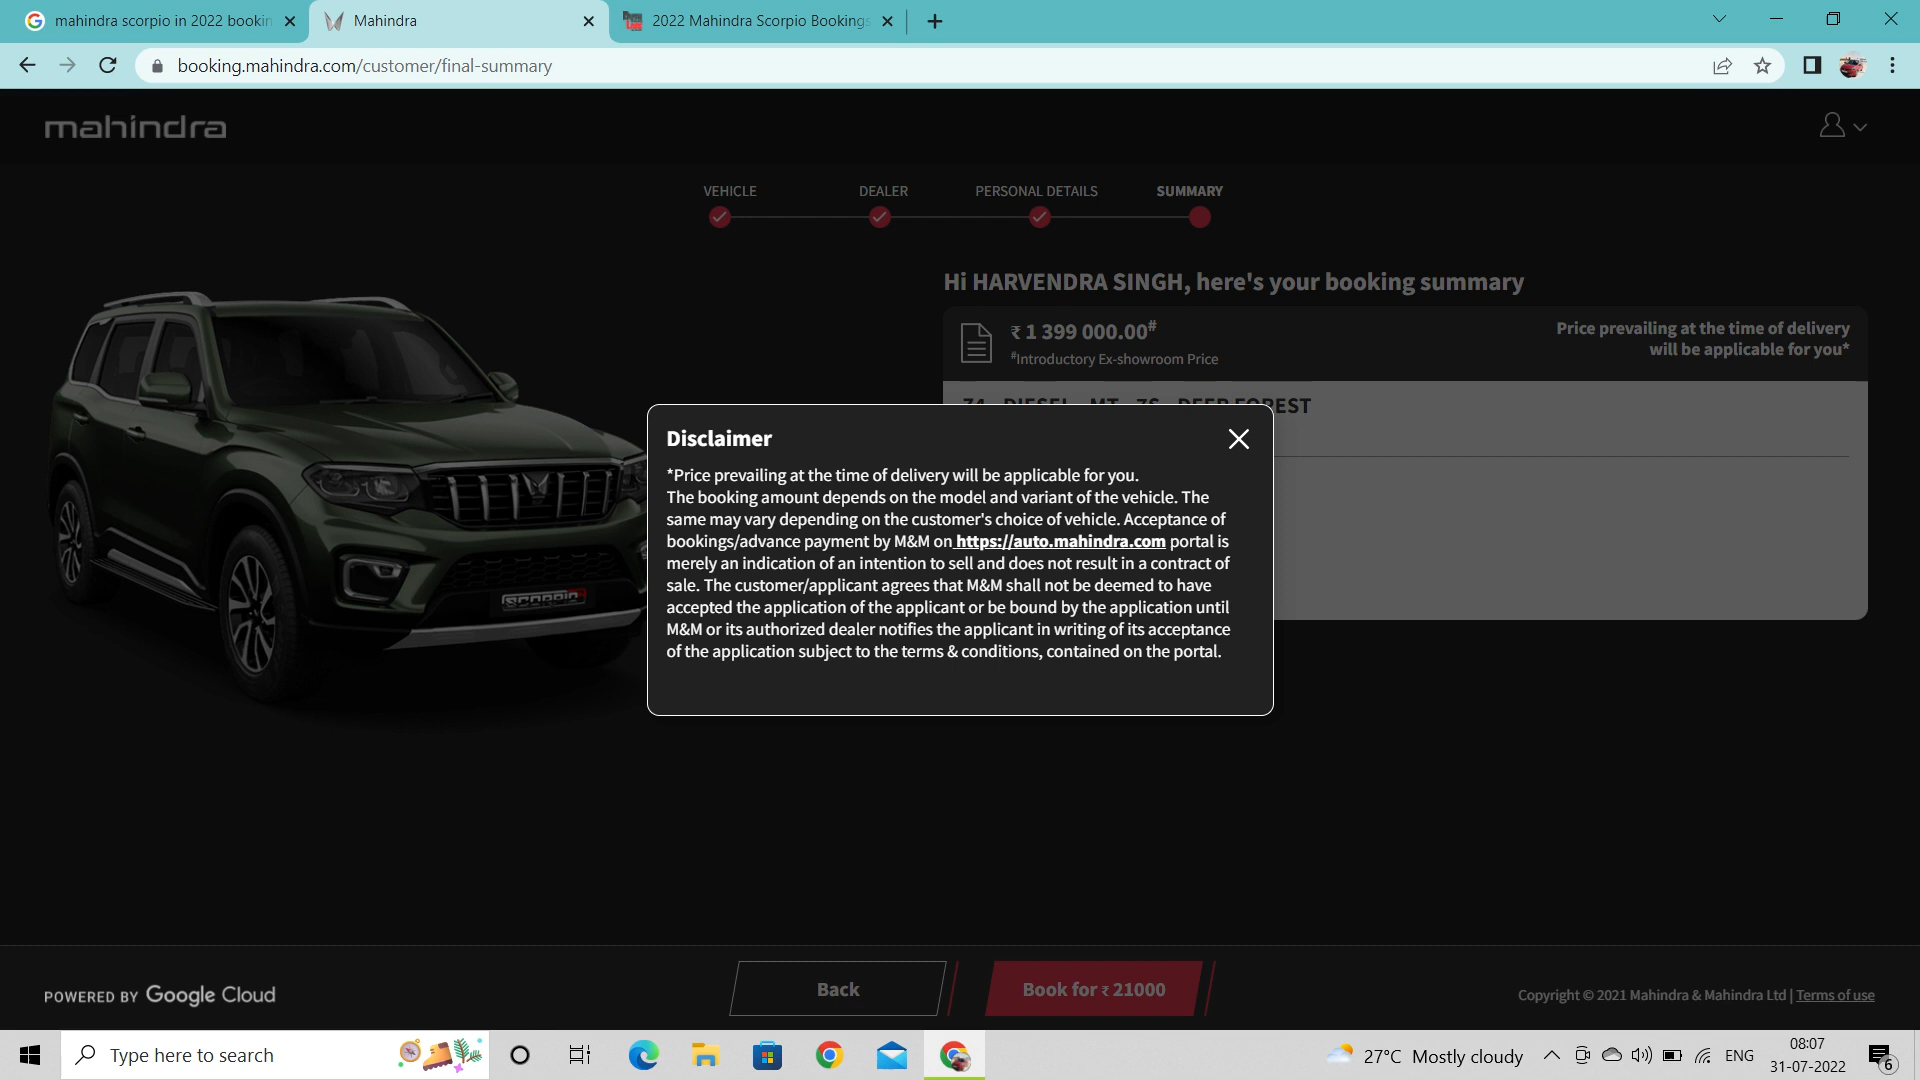 mahindra scorpio in 2022 bookin
Mahindra
2022 Mahindra Scorpio Bookings
booking.mahindra.com/customer/final-summary
mahindra
VEHICLE
DEALER
PERSONAL DETAILS
SUMMARY
Hi HARVENDRA SINGH, here's your booking summary
₹ 1 399 000.00#
#Introductory Ex-showroom Price
Price prevailing at the time of delivery
will be applicable for you*
Z4 DIESEL MT 7S DEEP FOREST
Disclaimer
*Price prevailing at the time of delivery will be applicable for you.
The booking amount depends on the model and variant of the vehicle. The
same may vary depending on the customer's choice of vehicle. Acceptance of
bookings/advance payment by M&M on https://auto.mahindra.com portal is
merely an indication of an intention to sell and does not result in a contract of
sale. The customer/applicant agrees that M&M shall not be deemed to have
accepted the application of the applicant or be bound by the application until
M&M or its authorized dealer notifies the applicant in writing of its acceptance
of the application subject to the terms & conditions, contained on the portal.
SCORPIO
POWERED BY Google Cloud
Back
Book for ₹ 21000
Copyright © 2021 Mahindra & Mahindra Ltd | Terms of use
Type here to search
27°C Mostly cloudy
ENG
08:07
31-07-2022
6